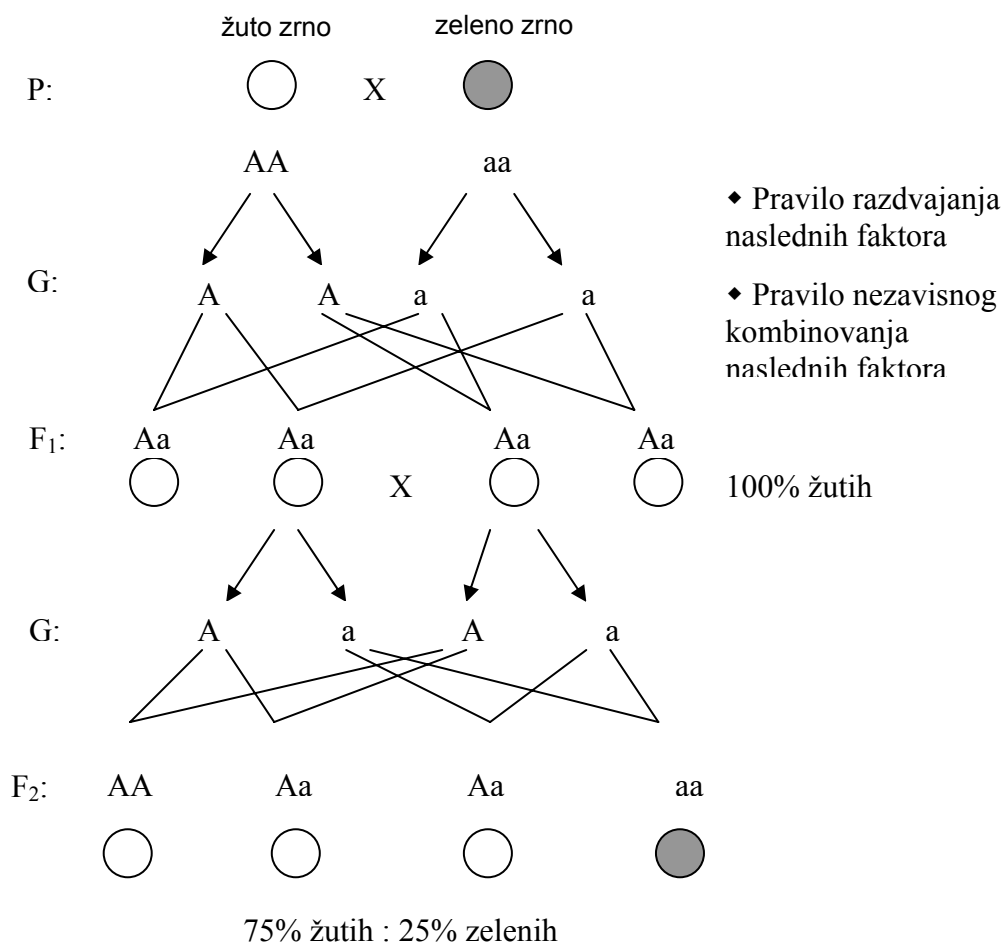 žuto zrno zeleno zrno
P: X
AA aa
◆ Pravilo razdvajanja
naslednih faktora
G: A A a a
◆ Pravilo nezavisnog
kombinovanja
naslednih faktora
F₁: Aa Aa Aa Aa
X 100% žutih
G: A a A a
F₂: AA Aa Aa aa
75% žutih : 25% zelenih